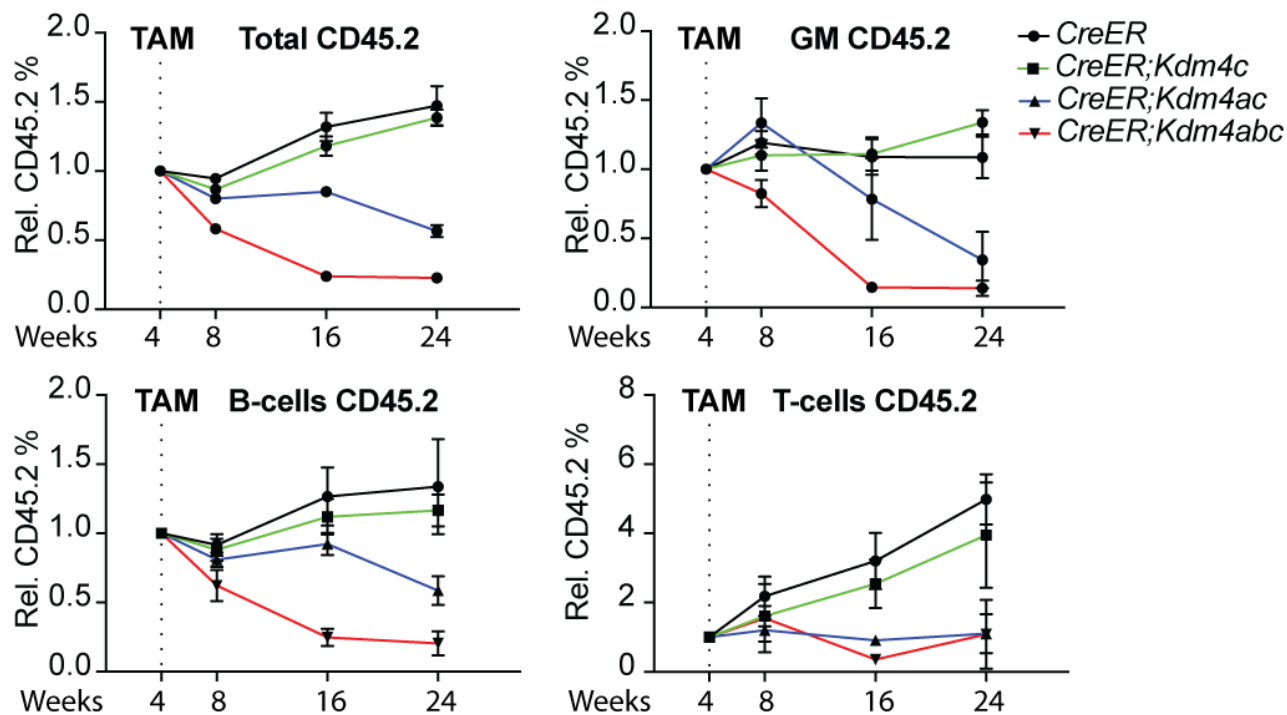 TAM Total CD45.2
Rel. CD45.2 %
2.0
1.5
1.0
0.5
0.0
Weeks 4 8 16 24
TAM GM CD45.2
Rel. CD45.2 %
2.0
1.5
1.0
0.5
0.0
Weeks 4 8 16 24
CreER
CreER;Kdm4c
CreER;Kdm4ac
CreER;Kdm4abc
TAM B-cells CD45.2
Rel. CD45.2 %
2.0
1.5
1.0
0.5
0.0
Weeks 4 8 16 24
TAM T-cells CD45.2
Rel. CD45.2 %
8
6
4
2
0
Weeks 4 8 16 24